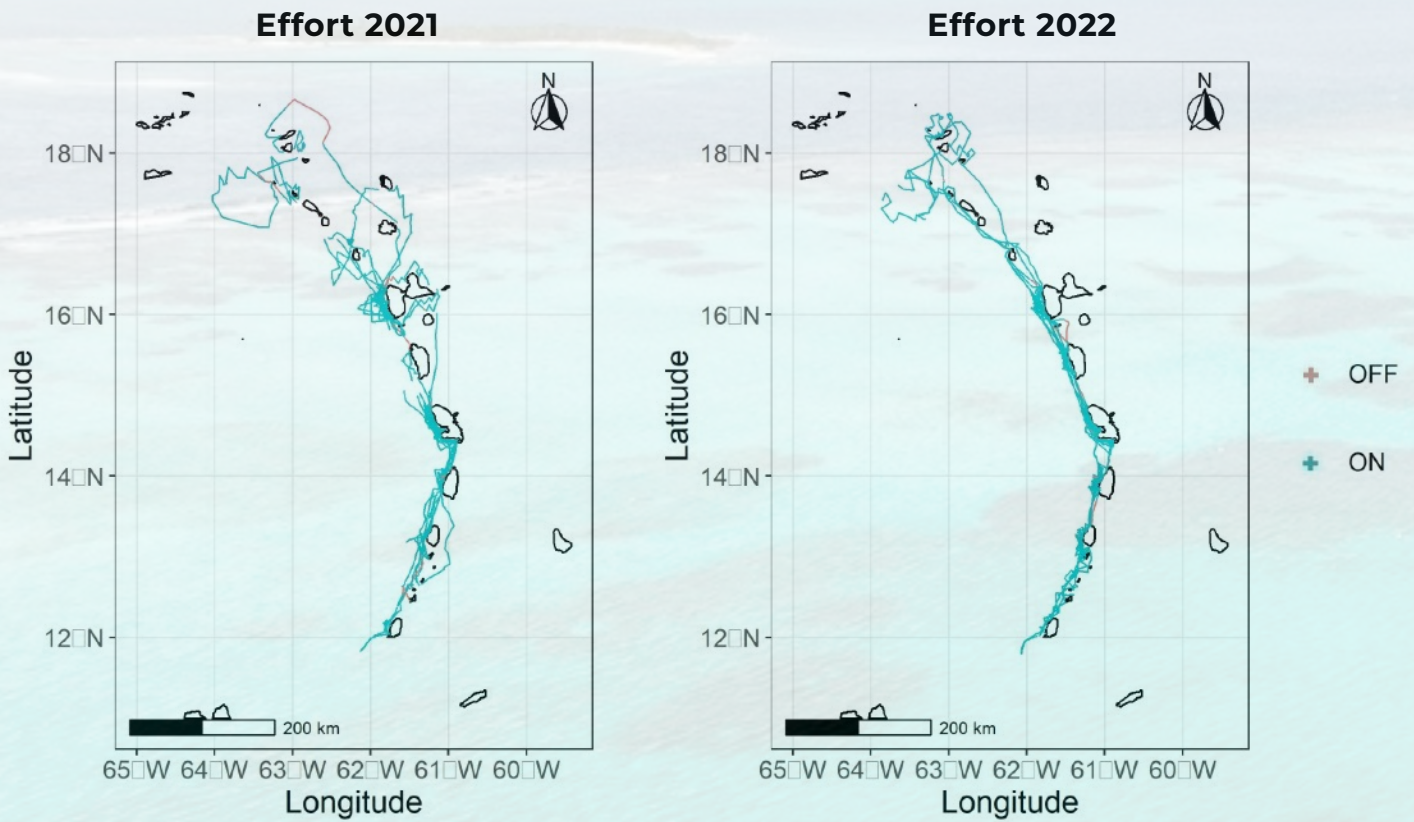 Effort 2021
Effort 2022
N
N
18□N
16□N
14□N
12□N
Latitude
200 km
65□W 64□W 63□W 62□W 61□W 60□W
Longitude
18□N
16□N
14□N
12□N
Latitude
200 km
65□W 64□W 63□W 62□W 61□W 60□W
Longitude
OFF
ON